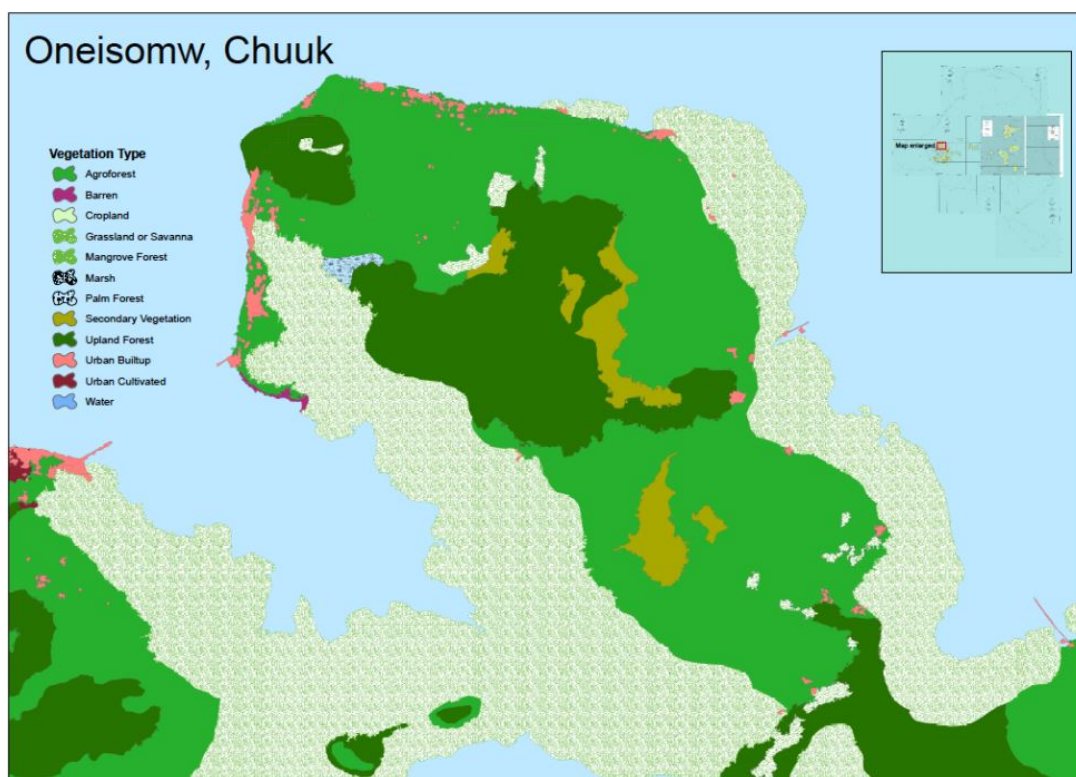 Oneisomw, Chuuk
Map enlarged
Vegetation Type
Agroforest
Barren
Cropland
Grassland or Savanna
Mangrove Forest
Marsh
Palm Forest
Secondary Vegetation
Upland Forest
Urban Builtup
Urban Cultivated
Water